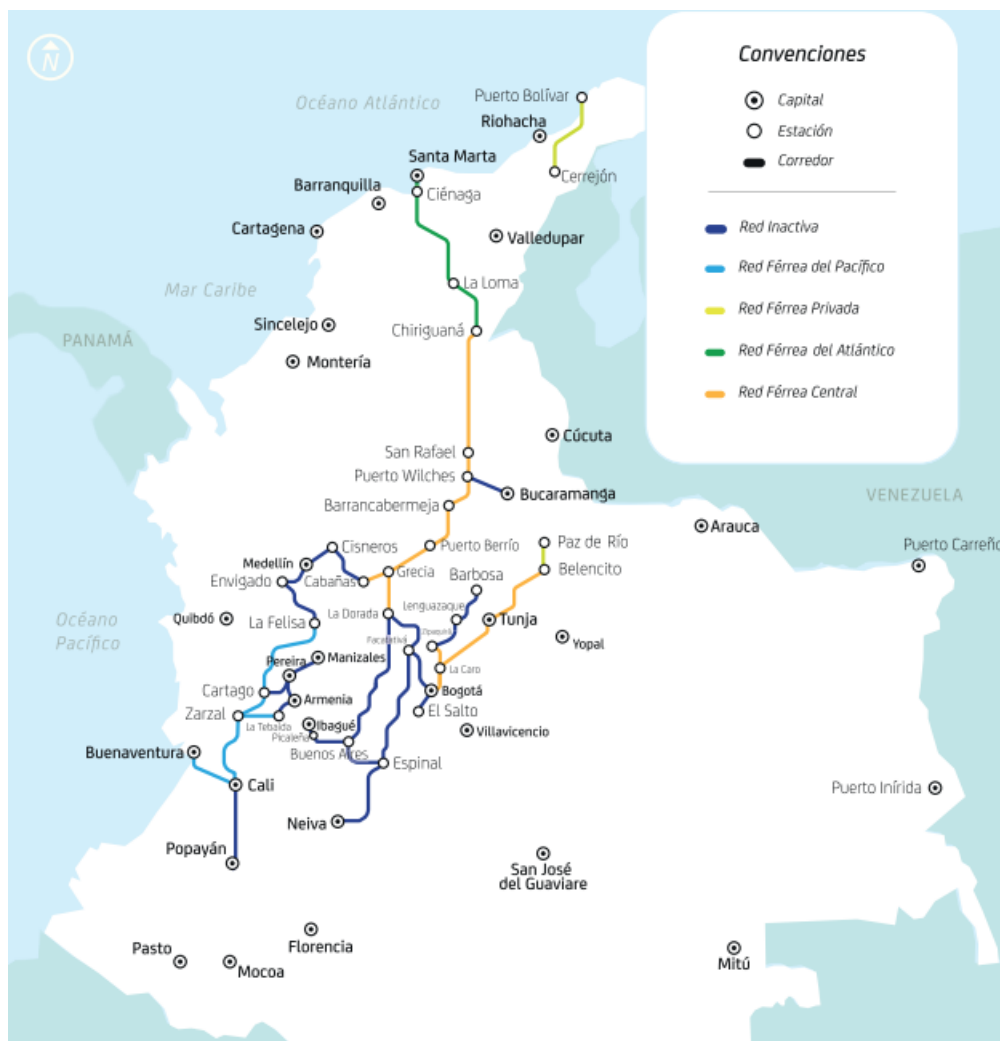 N
Océano Atlántico
Puerto Bolívar
Riohacha
Santa Marta
Cerrejón
Barranquilla
Ciénaga
Cartagena
Valledupar
La Loma
Mar Caribe
Sincelejo
Chiriguaná
PANAMÁ
Montería
Convenciones
Capital
Estación
Corredor
Red Inactiva
Red Férrea del Pacífico
Red Férrea Privada
Red Férrea del Atlántico
Red Férrea Central
Cúcuta
San Rafael
Puerto Wilches
Bucaramanga
VENEZUELA
Barrancabermeja
Arauca
Puerto Carreño
Cisneros
Puerto Berrío
Paz de Río
Medellín
Envigado
Cabañas
Grecia
Barbosa
Belencito
Océano
Pacífico
Quibdó
La Felisa
La Dorada
Lenguazaque
Tunja
Facatativá
Yopal
Pereira
Manizales
La Caro
Cartago
Armenia
Bogotá
Zarzal
La Tebaida
Ibagué
Picaleña
El Salto
Villavicencio
Buenaventura
Buenos Aires
Espinal
Cali
Puerto Inírida
Neiva
Popayán
San José
del Guaviare
Florencia
Pasto
Mocoa
Mitú